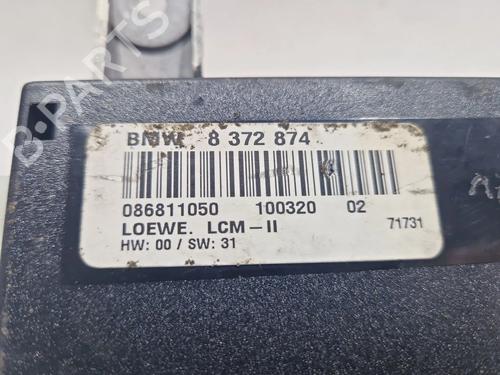 B-PARTS
BMW 8 372 874
086811050 100320 02
LOEWE. LCM-II 71731
HW: 00 / SW: 31